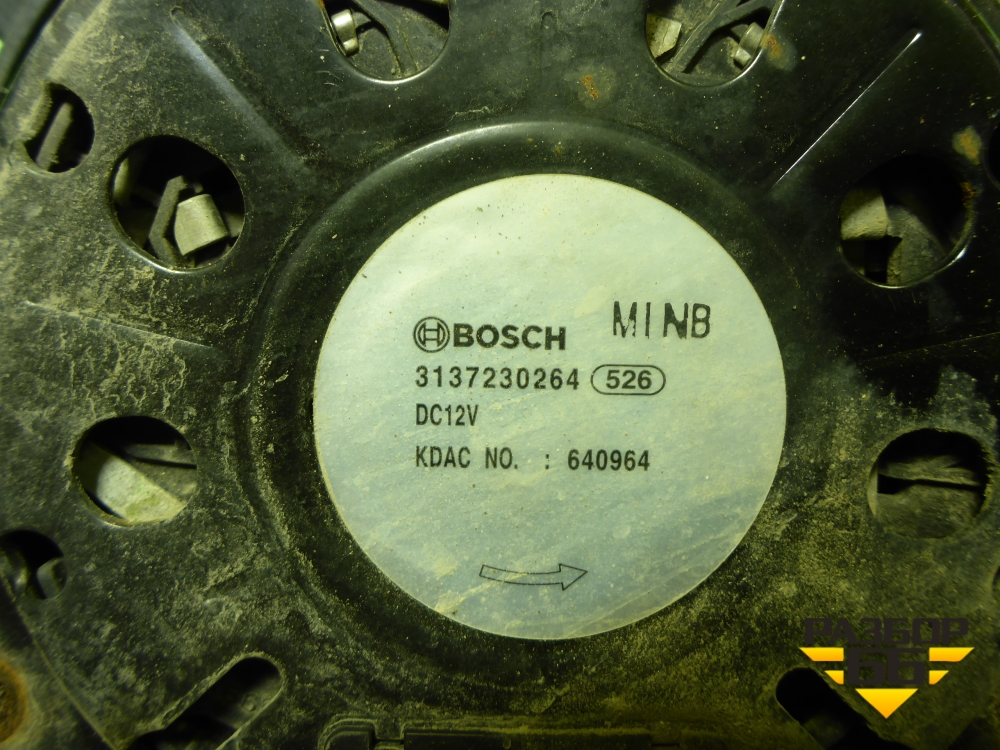 BOSCH MINB
3137230264 526
DC12V
KDAC NO. : 640964
РАЗБОР
66